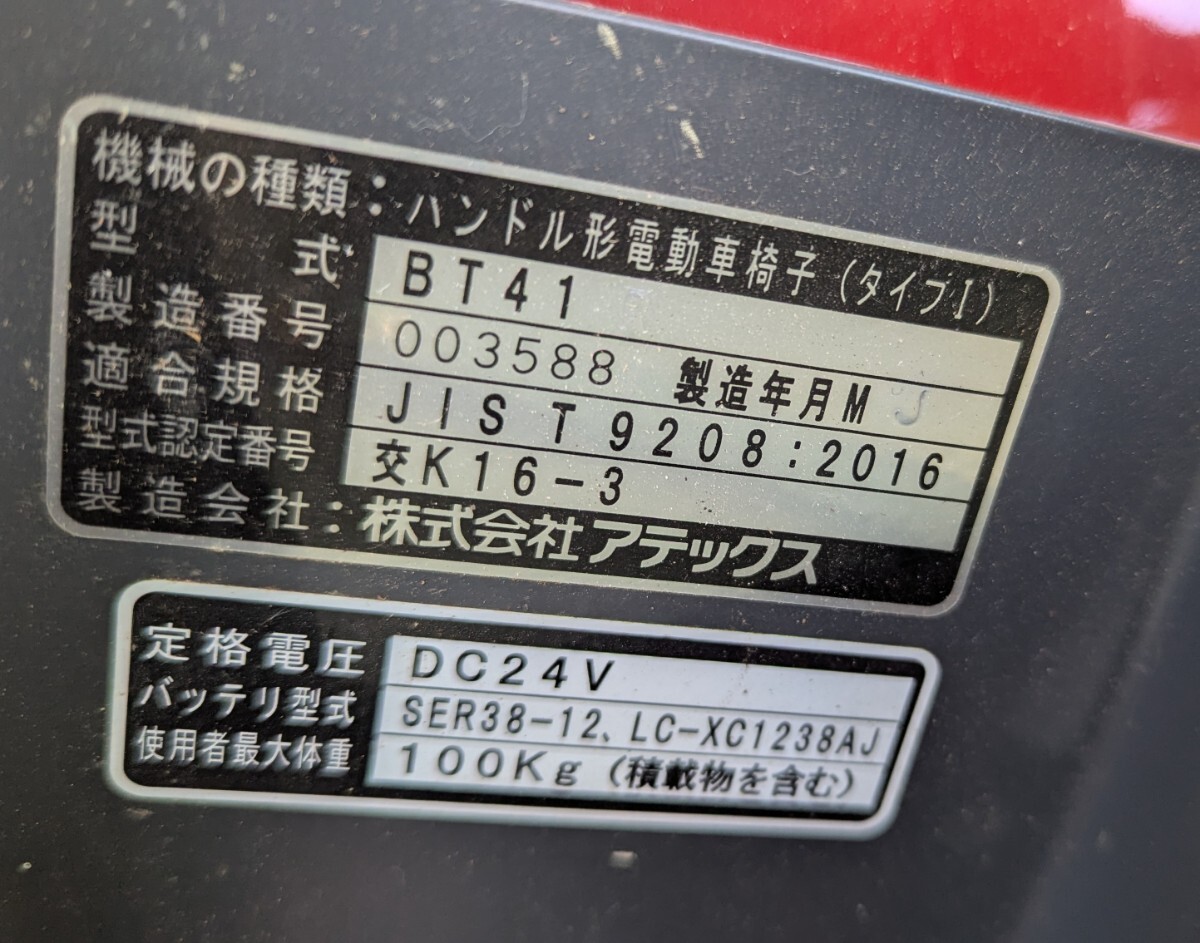 機械の種類：ハンドル形電動車椅子（タイプⅠ）
型式 BT41
製造番号 003588 製造年月M J
適合規格 JIS T 9208:2016
型式認定番号 交K16-3
製造会社：株式会社アテックス
定格電圧 DC24V
バッテリ型式 SER38-12、LC-XC1238AJ
使用者最大体重 100Kg（積載物を含む）